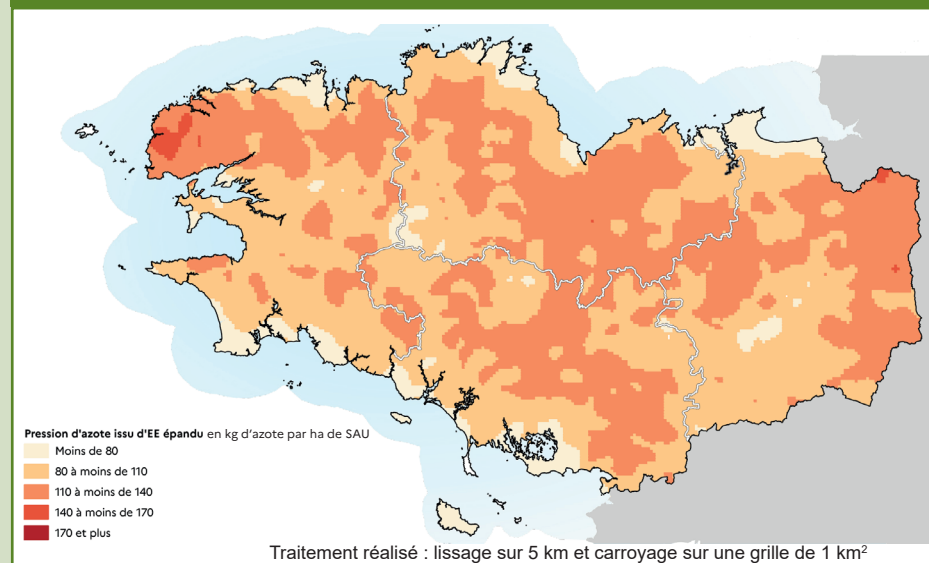 Pression d'azote issu d'EE épandu en kg d'azote par ha de SAU
Moins de 80
80 à moins de 110
110 à moins de 140
140 à moins de 170
170 et plus
Traitement réalisé : lissage sur 5 km et carroyage sur une grille de 1 km²